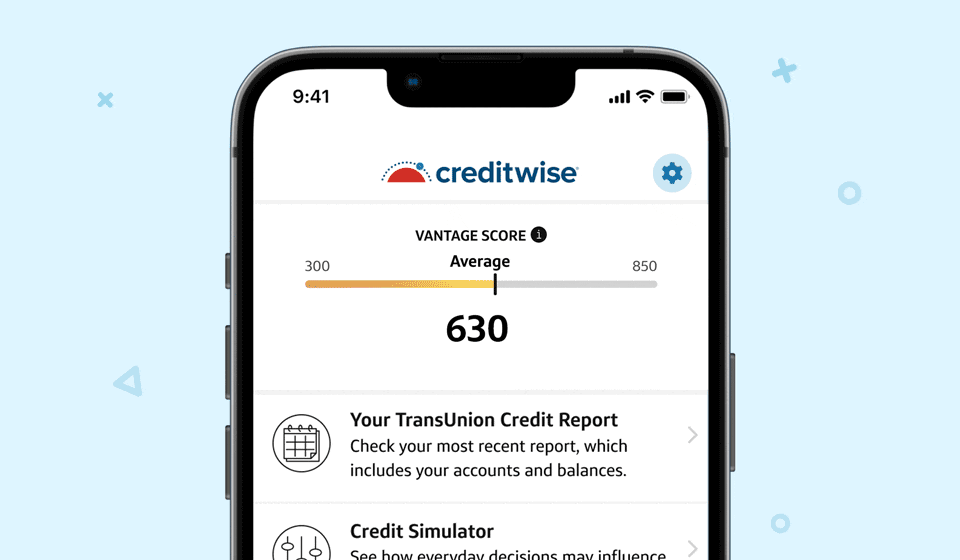 9:41
creditwise®
VANTAGE SCORE
Average
300
850
630
Your TransUnion Credit Report
Check your most recent report, which
includes your accounts and balances.
Credit Simulator
See how everyday decisions may influence